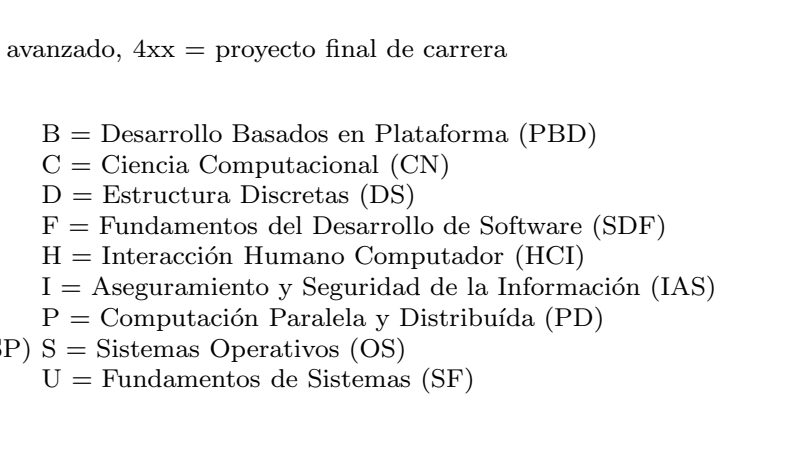 avanzado, 4xx = proyecto final de carrera
B = Desarrollo Basados en Plataforma (PBD)
C = Ciencia Computacional (CN)
D = Estructura Discretas (DS)
F = Fundamentos del Desarrollo de Software (SDF)
H = Interacción Humano Computador (HCI)
I = Aseguramiento y Seguridad de la Información (IAS)
P = Computación Paralela y Distribuída (PD)
P) S = Sistemas Operativos (OS)
U = Fundamentos de Sistemas (SF)